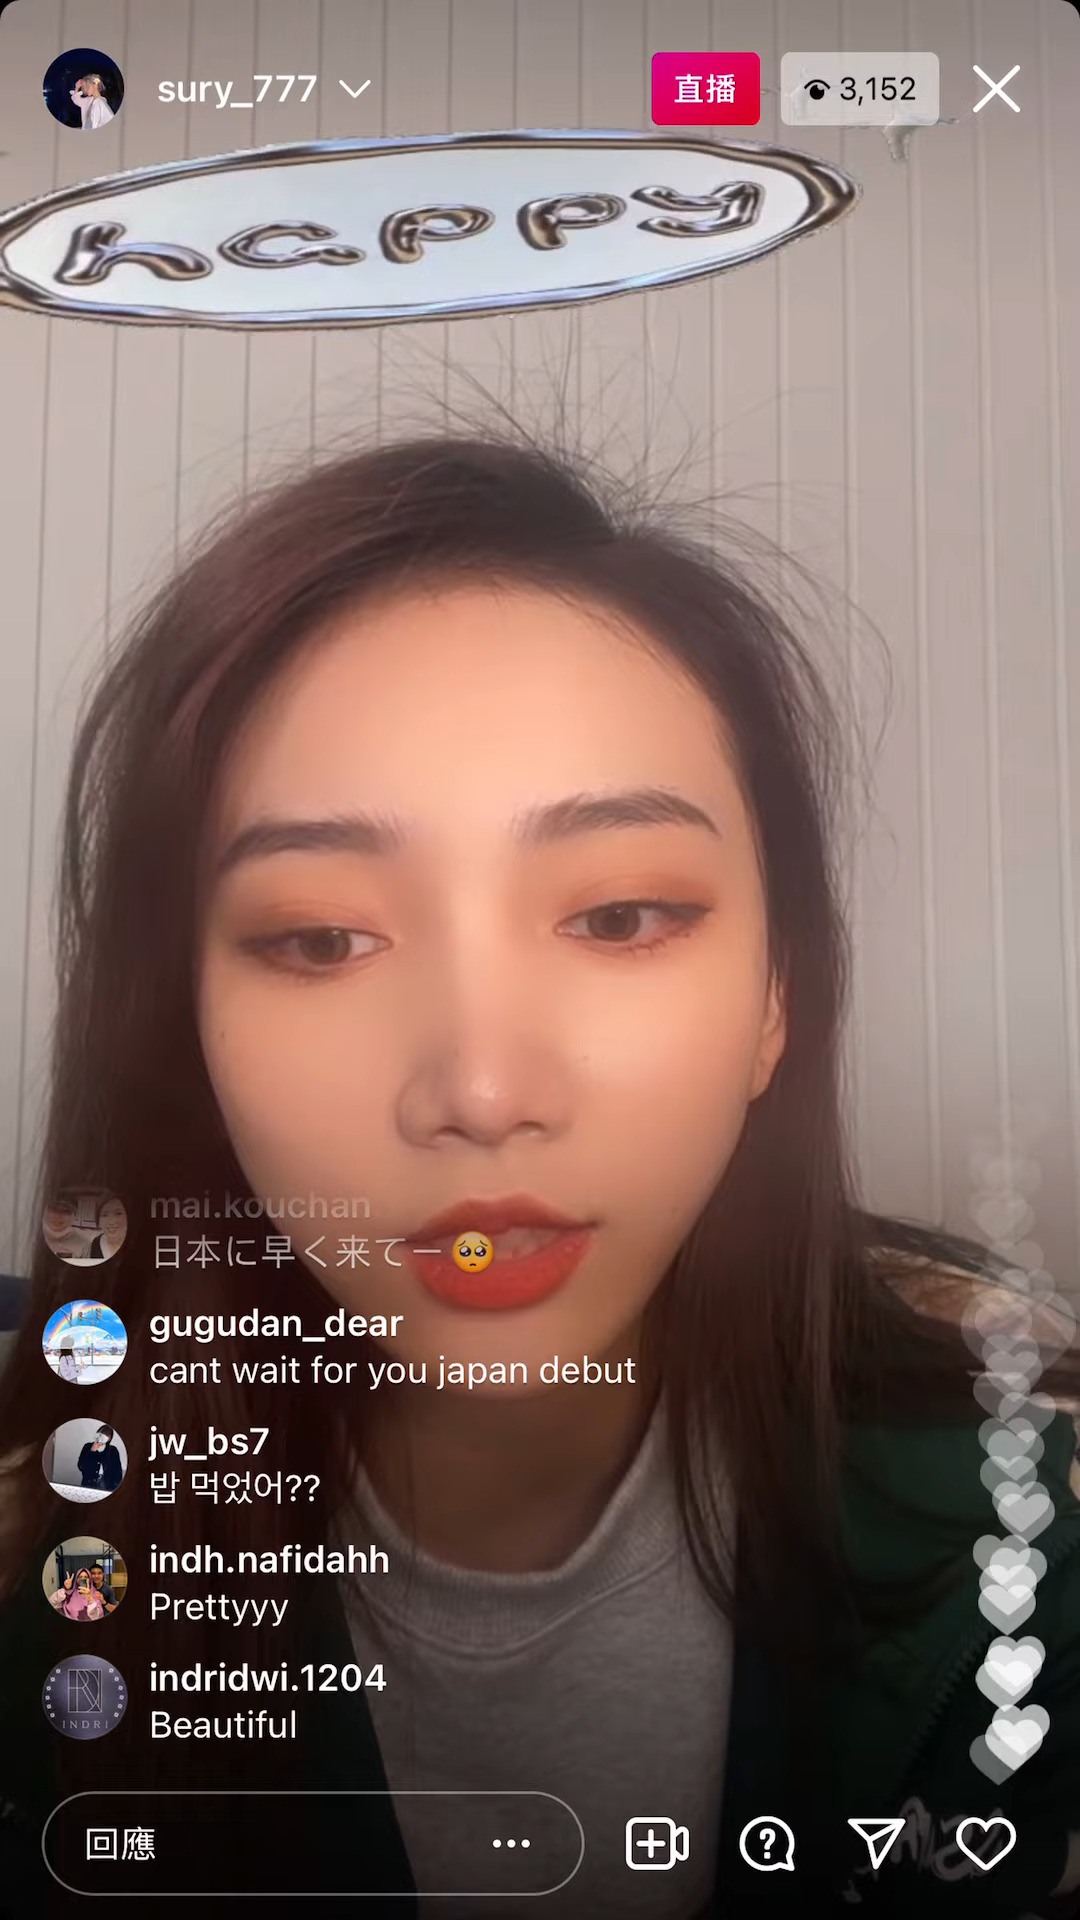 sury_777
直播
3,152
happy
mai.kouchan
日本に早く来てー🥺
gugudan_dear
cant wait for you japan debut
jw_bs7
밥 먹었어??
indh.nafidahh
Prettyyy
indridwi.1204
INDRI
Beautiful
回應